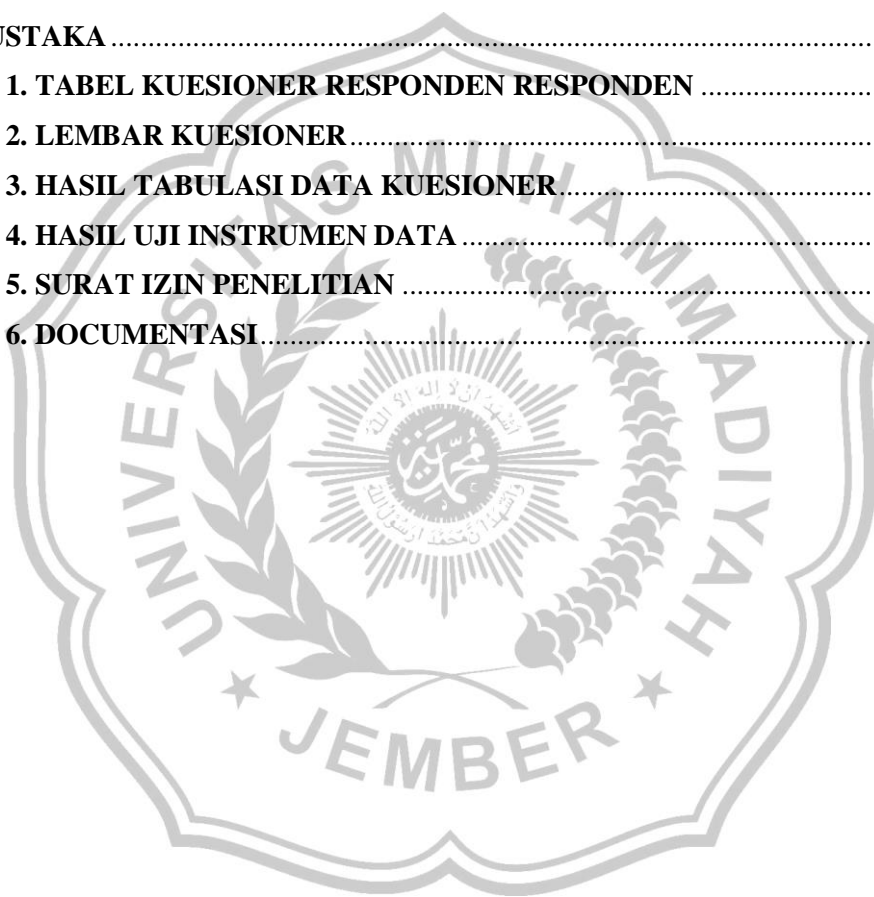 USTAKA ................................................................................................
1. TABEL KUESIONER RESPONDEN RESPONDEN .......................
2. LEMBAR KUESIONER ......................................................................
3. HASIL TABULASI DATA KUESIONER ..........................................
4. HASIL UJI INSTRUMEN DATA .......................................................
5. SURAT IZIN PENELITIAN ...............................................................
6. DOCUMENTASI ..................................................................................
UNIVERSITAS MUHAMMADIYAH
JEMBER